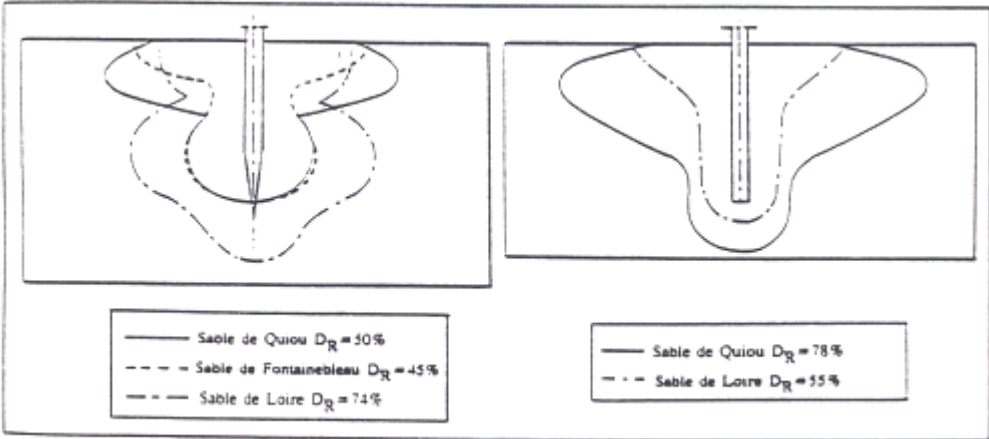 Sable de Quiou D_R = 50%
Sable de Fontainebleau D_R = 45%
Sable de Loire D_R = 74%
Sable de Quiou D_R = 78%
Sable de Loire D_R = 55%